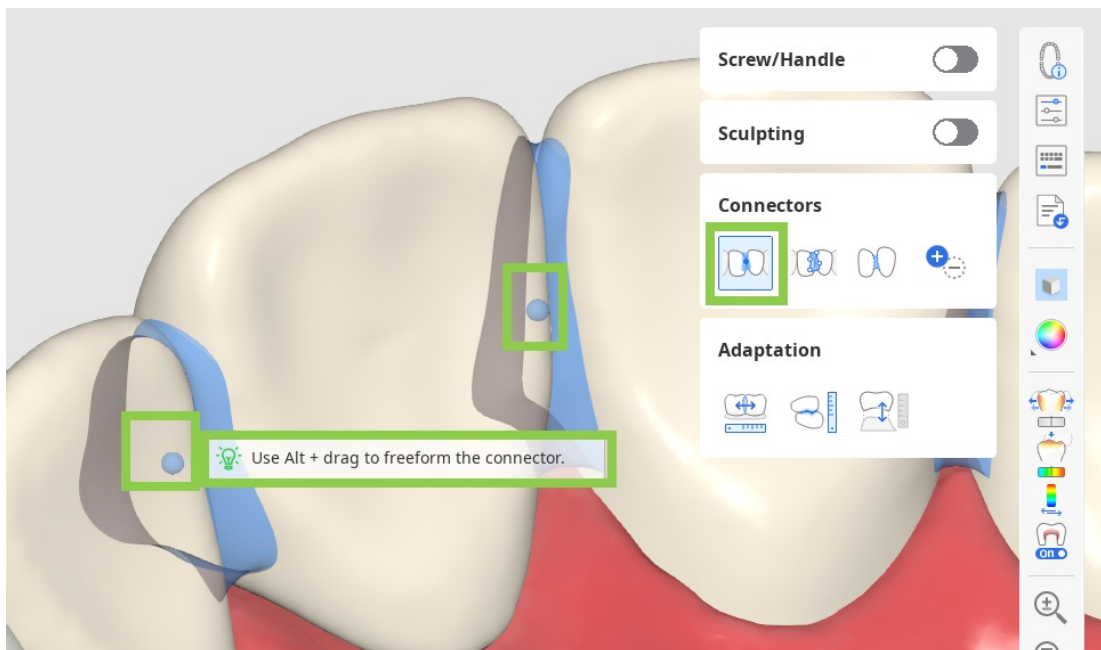 Screw/Handle
Sculpting
Connectors
Adaptation
Use Alt + drag to freeform the connector.
On